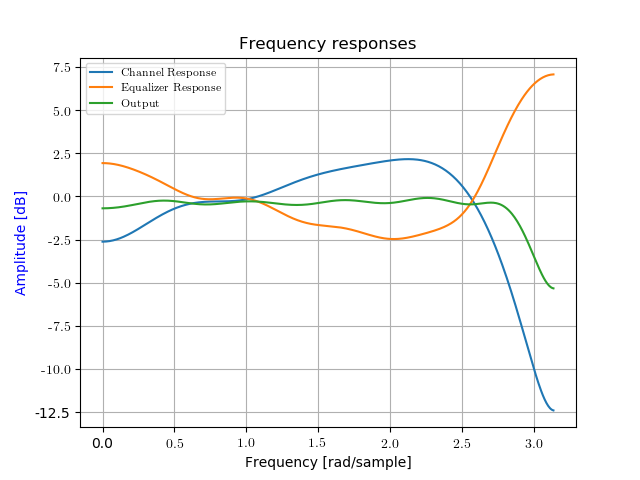 Frequency responses
7.5
5.0
2.5
0.0
-2.5
-5.0
-7.5
-10.0
-12.5
Amplitude [dB]
Channel Response
Equalizer Response
Output
0.0 0.5 1.0 1.5 2.0 2.5 3.0
Frequency [rad/sample]